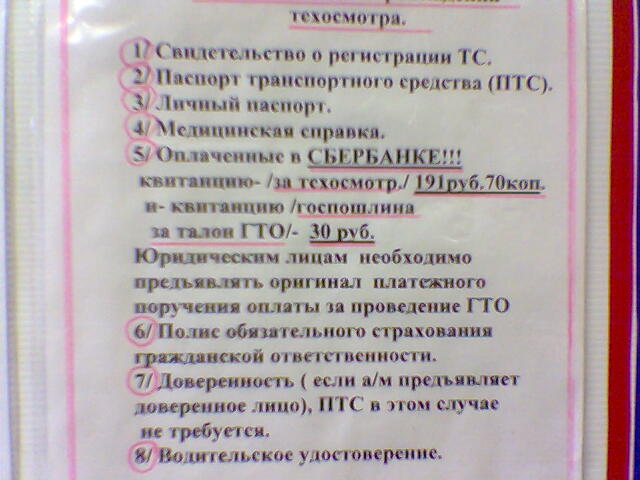 техосмотра.
1/ Свидетельство о регистрации ТС.
2/ Паспорт транспортного средства (ПТС).
3/ Личный паспорт.
4/ Медицинская справка.
5/ Оплаченные в СБЕРБАНКЕ!!!
квитанцию- /за техосмотр./ 191руб.70коп.
и- квитанцию /госпошлина
за талон ГТО/- 30 руб.
Юридическим лицам необходимо
предъявлять оригинал платежного
поручения оплаты за проведение ГТО
6/ Полис обязательного страхования
гражданской ответственности.
7/ Доверенность ( если а/м предъявляет
доверенное лицо), ПТС в этом случае
не требуется.
8/ Водительское удостоверение.